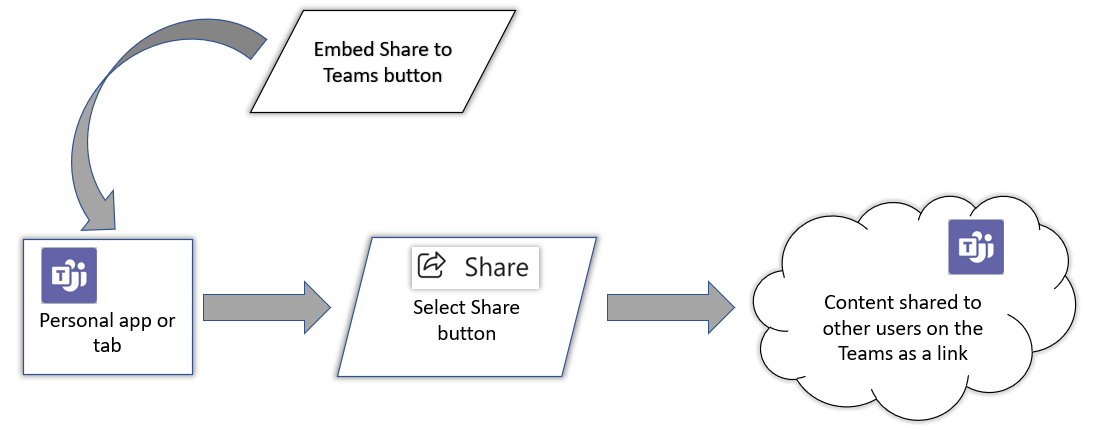 Embed Share to
Teams button
T
Personal app or
tab
Share
Select Share
button
T
Content shared to
other users on the
Teams as a link